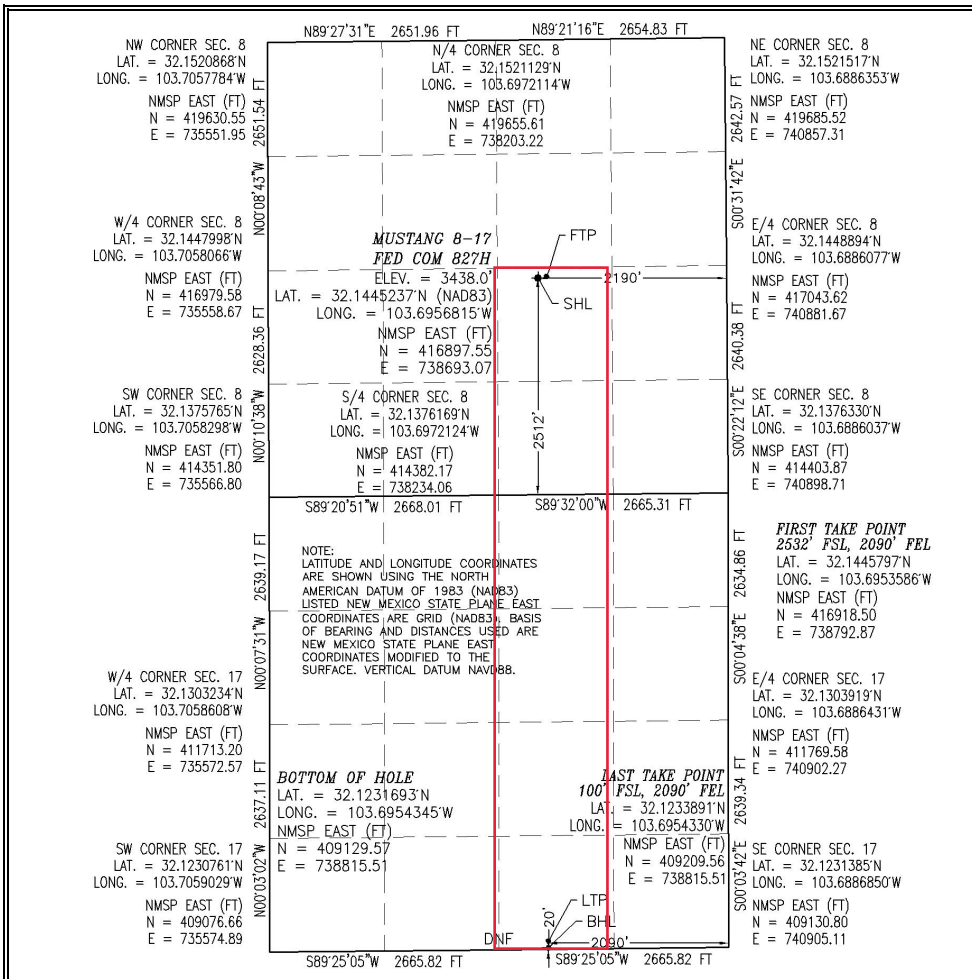 N89°27'31"E 2651.96 FT
N89°21'16"E 2654.83 FT
NW CORNER SEC. 8
LAT. = 32.1520868°N
LONG. = 103.7057784°W
NMSP EAST (FT)
N = 419630.55
E = 735551.95
N/4 CORNER SEC. 8
LAT. = 32.1521129°N
LONG. = 103.6972114°W
NMSP EAST (FT)
N = 419655.61
E = 738203.22
NE CORNER SEC. 8
LAT. = 32.1521517°N
LONG. = 103.6886353°W
NMSP EAST (FT)
N = 419685.52
E = 740857.31
N00°08'43"W 2651.54 FT
S00°31'42"E 2642.57 FT
W/4 CORNER SEC. 8
LAT. = 32.1447998°N
LONG. = 103.7058066°W
NMSP EAST (FT)
N = 416979.58
E = 735558.67
MUSTANG 8-17
FED COM 827H
ELEV. = 3438.0'
LAT. = 32.1445237°N (NAD83)
LONG. = 103.6956815°W
NMSP EAST (FT)
N = 416897.55
E = 738693.07
FTP
SHL
2190'
E/4 CORNER SEC. 8
LAT. = 32.1448894°N
LONG. = 103.6886077°W
NMSP EAST (FT)
N = 417043.62
E = 740881.67
N00°10'38"W 2628.36 FT
S00°22'12"E 2640.38 FT
SW CORNER SEC. 8
LAT. = 32.1375765°N
LONG. = 103.7058298°W
NMSP EAST (FT)
N = 414351.80
E = 735566.80
S/4 CORNER SEC. 8
LAT. = 32.1376169°N
LONG. = 103.6972124°W
NMSP EAST (FT)
N = 414382.17
E = 738234.06
2512'
SE CORNER SEC. 8
LAT. = 32.1376330°N
LONG. = 103.6886037°W
NMSP EAST (FT)
N = 414403.87
E = 740898.71
S89°20'51"W 2668.01 FT
S89°32'00"W 2665.31 FT
FIRST TAKE POINT
2532' FSL, 2090' FEL
LAT. = 32.1445797°N
LONG. = 103.6953586°W
NMSP EAST (FT)
N = 416918.50
E = 738792.87
NOTE:
LATITUDE AND LONGITUDE COORDINATES
ARE SHOWN USING THE NORTH
AMERICAN DATUM OF 1983 (NAD83)
LISTED NEW MEXICO STATE PLANE EAST
COORDINATES ARE GRID (NAD83). BASIS
OF BEARING AND DISTANCES USED ARE
NEW MEXICO STATE PLANE EAST
COORDINATES MODIFIED TO THE
SURFACE. VERTICAL DATUM NAVD88.
N00°07'31"W 2639.17 FT
S00°04'38"E 2634.86 FT
W/4 CORNER SEC. 17
LAT. = 32.1303234°N
LONG. = 103.7058608°W
NMSP EAST (FT)
N = 411713.20
E = 735572.57
E/4 CORNER SEC. 17
LAT. = 32.1303919°N
LONG. = 103.6886431°W
NMSP EAST (FT)
N = 411769.58
E = 740902.27
BOTTOM OF HOLE
LAT. = 32.1231693°N
LONG. = 103.6954345°W
NMSP EAST (FT)
N = 409129.57
E = 738815.51
LAST TAKE POINT
100' FSL, 2090' FEL
LAT. = 32.1233891°N
LONG. = 103.6954330°W
NMSP EAST (FT)
N = 409209.56
E = 738815.51
N00°03'02"W 2637.11 FT
S00°03'42"E 2639.34 FT
SW CORNER SEC. 17
LAT. = 32.1230761°N
LONG. = 103.7059029°W
NMSP EAST (FT)
N = 409076.66
E = 735574.89
SE CORNER SEC. 17
LAT. = 32.1231385°N
LONG. = 103.6886850°W
NMSP EAST (FT)
N = 409130.80
E = 740905.11
20'
LTP
BHL
DNF
2090'
S89°25'05"W 2665.82 FT
S89°25'05"W 2665.82 FT